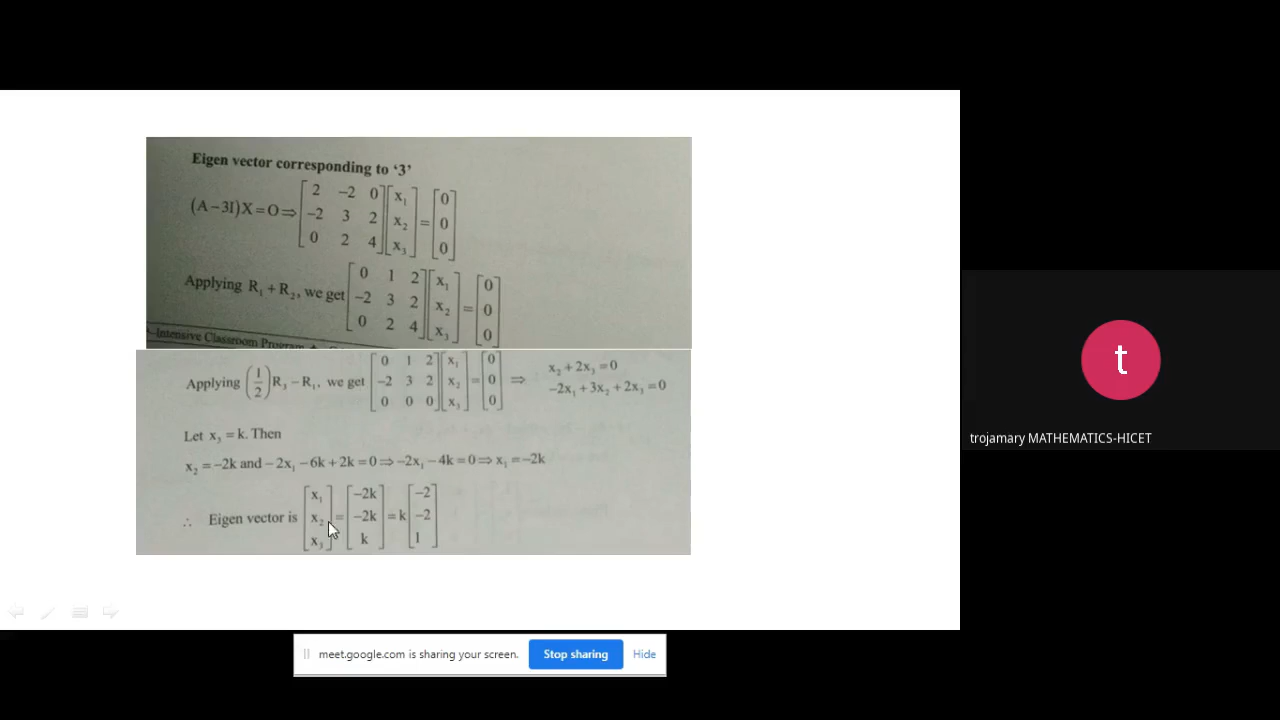 Eigen vector corresponding to ‘3’
(A−3I)X=O⇒[2 −2 0; −2 3 2; 0 2 4][x₁; x₂; x₃]=[0; 0; 0]
Applying R₁+R₂, we get [0 1 2; −2 3 2; 0 2 4][x₁; x₂; x₃]=[0; 0; 0]
Intensive Classroom Program
Applying (1/2)R₃−R₁, we get [0 1 2; −2 3 2; 0 0 0][x₁; x₂; x₃]=[0; 0; 0] ⇒ x₂+2x₃=0
−2x₁+3x₂+2x₃=0
Let x₃=k. Then
x₂=−2k and −2x₁−6k+2k=0⇒−2x₁−4k=0⇒x₁=−2k
∴ Eigen vector is [x₁; x₂; x₃]=[−2k; −2k; k]=k[−2; −2; 1]
t
trojamary MATHEMATICS-HICET
meet.google.com is sharing your screen. Stop sharing Hide